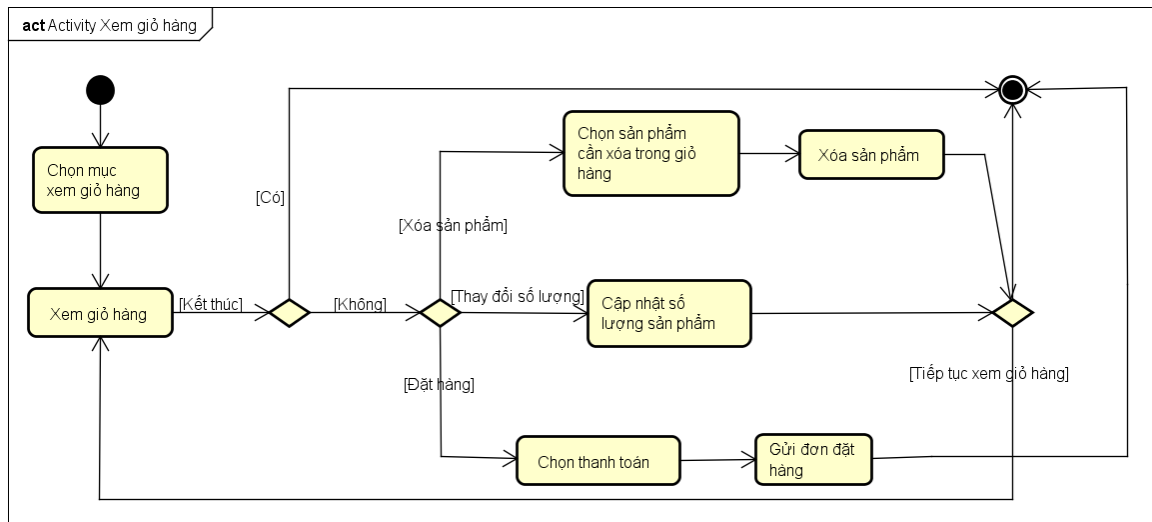 act Activity Xem giỏ hàng
Chọn mục
xem giỏ hàng
Chọn sản phẩm
cần xóa trong giỏ
hàng
Xóa sản phẩm
[Có]
[Xóa sản phẩm]
Xem giỏ hàng
[Kết thúc]
[Không]
[Thay đổi số lượng]
Cập nhật số
lượng sản phẩm
[Tiếp tục xem giỏ hàng]
[Đặt hàng]
Chọn thanh toán
Gửi đơn đặt
hàng